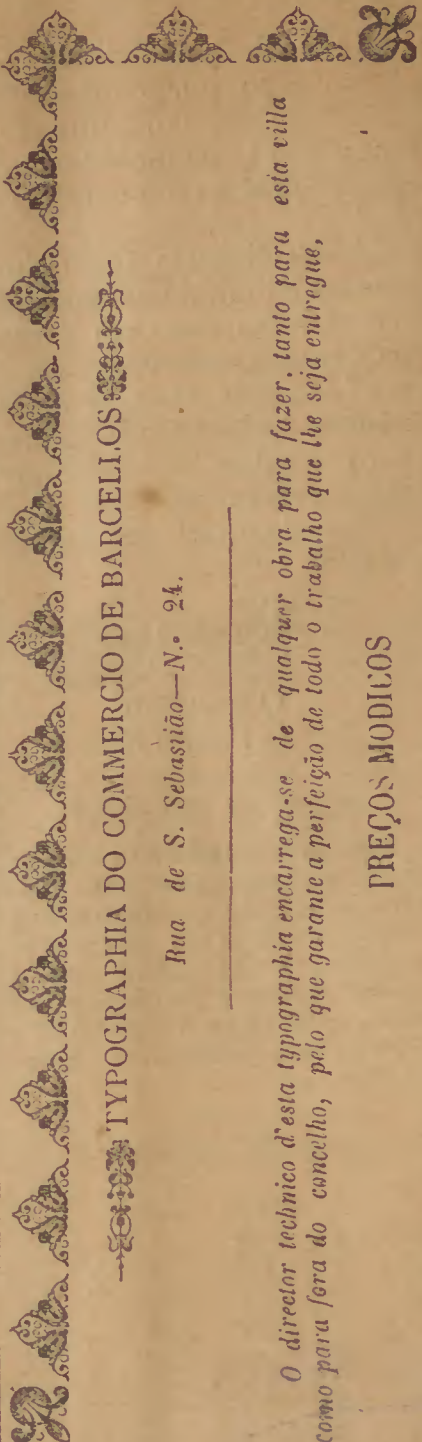 TYPOGRAPHIA DO COMMERCIO DE BARCELLOS
Rua de S. Sebastião—N.º 24.
O director technico d'esta typographia encarrega-se de qualquer obra para fazer, tanto para esta villa
como para fora do concelho, pelo que garante a perfeição de todo o trabalho que lhe seja entregue,
PREÇOS MODICOS